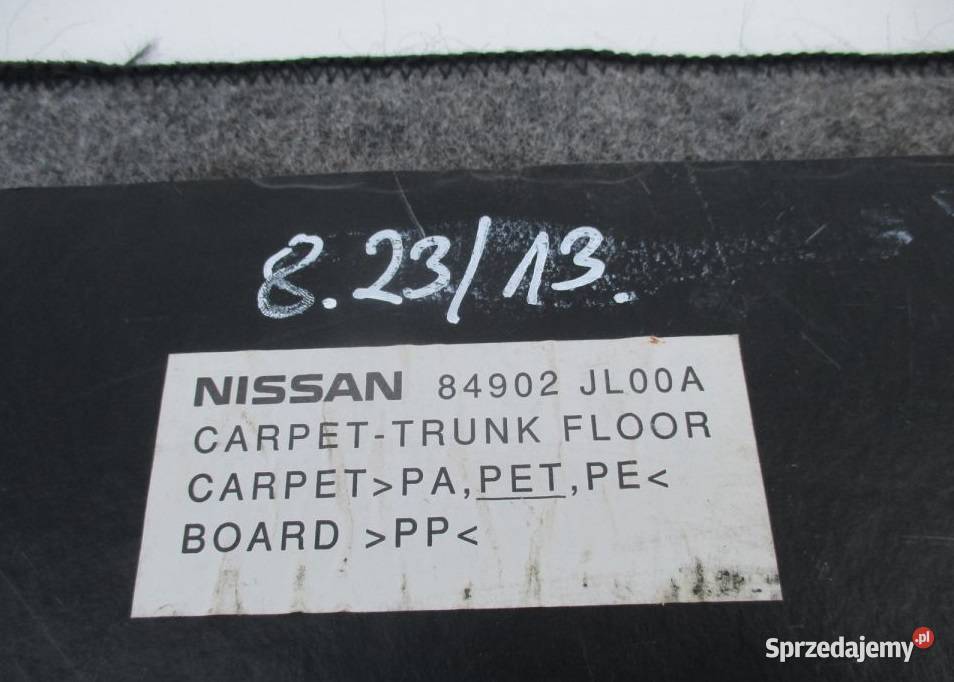 8.23/13.
NISSAN 84902 JL00A
CARPET-TRUNK FLOOR
CARPET>PA,PET,PE<
BOARD >PP<
Sprzedajemy.pl